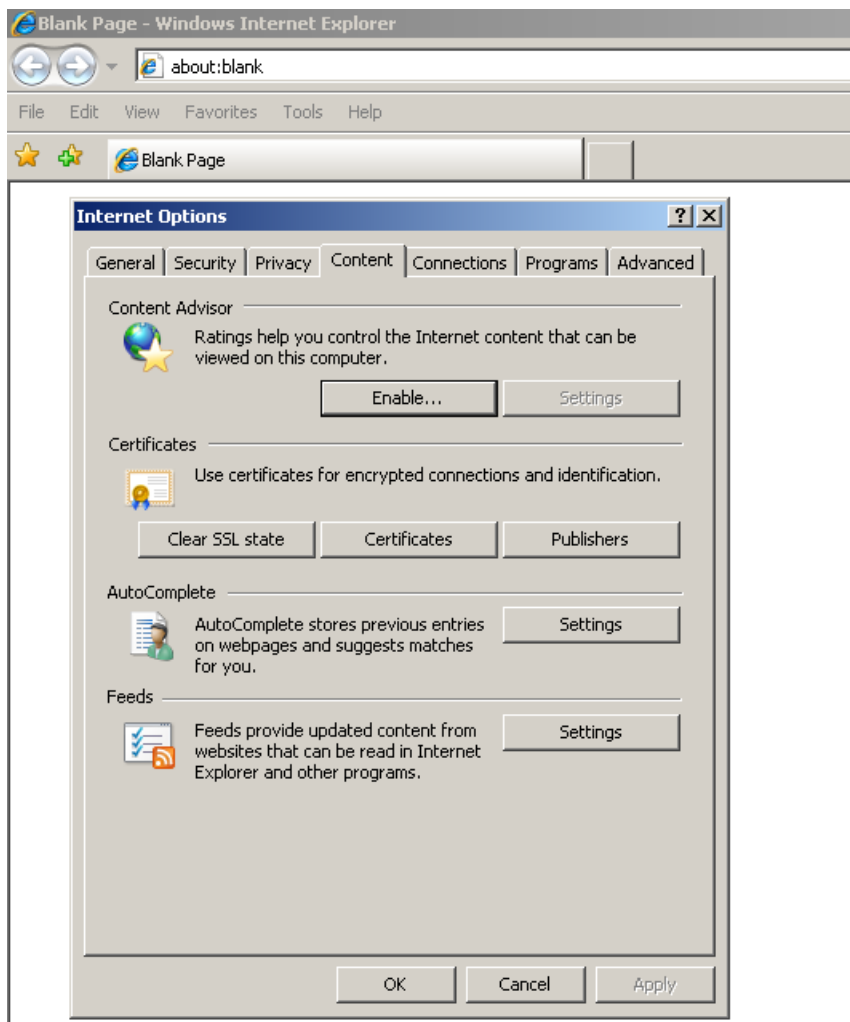 Blank Page - Windows Internet Explorer
about:blank
File Edit View Favorites Tools Help
Blank Page
Internet Options
General Security Privacy Content Connections Programs Advanced
Content Advisor
Ratings help you control the Internet content that can be
viewed on this computer.
Enable... Settings
Certificates
Use certificates for encrypted connections and identification.
Clear SSL state Certificates Publishers
AutoComplete
AutoComplete stores previous entries
on webpages and suggests matches
for you.
Settings
Feeds
Feeds provide updated content from
websites that can be read in Internet
Explorer and other programs.
Settings
OK Cancel Apply